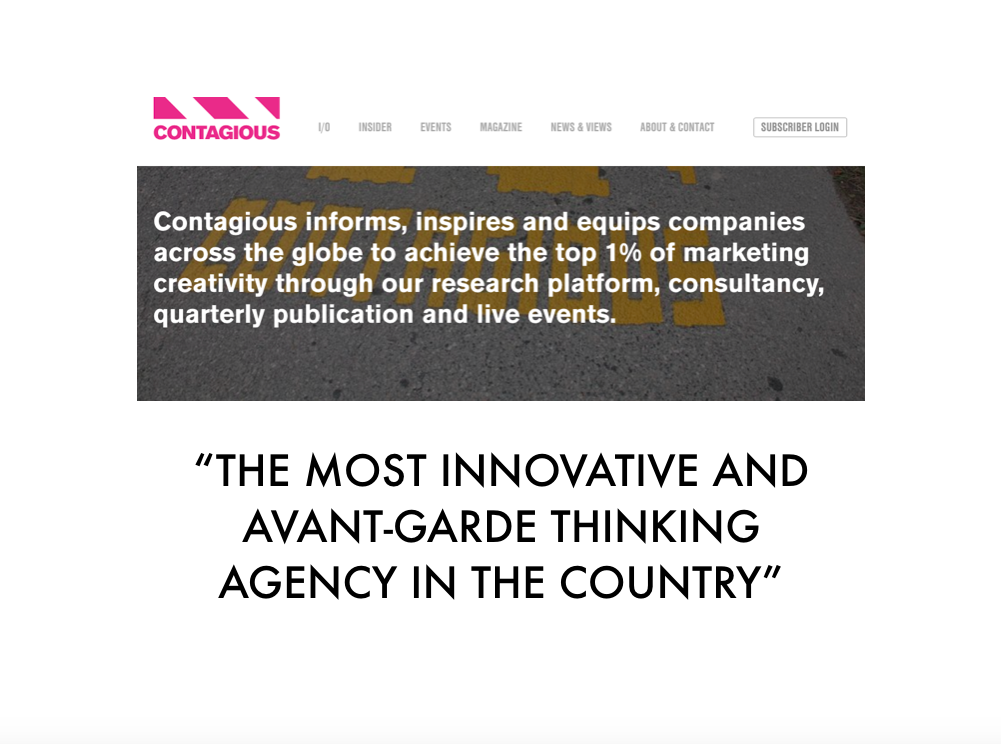 CONTAGIOUS
I/O INSIDER EVENTS MAGAZINE NEWS & VIEWS ABOUT & CONTACT SUBSCRIBER LOGIN
Contagious informs, inspires and equips companies
across the globe to achieve the top 1% of marketing
creativity through our research platform, consultancy,
quarterly publication and live events.
“THE MOST INNOVATIVE AND
AVANT-GARDE THINKING
AGENCY IN THE COUNTRY”